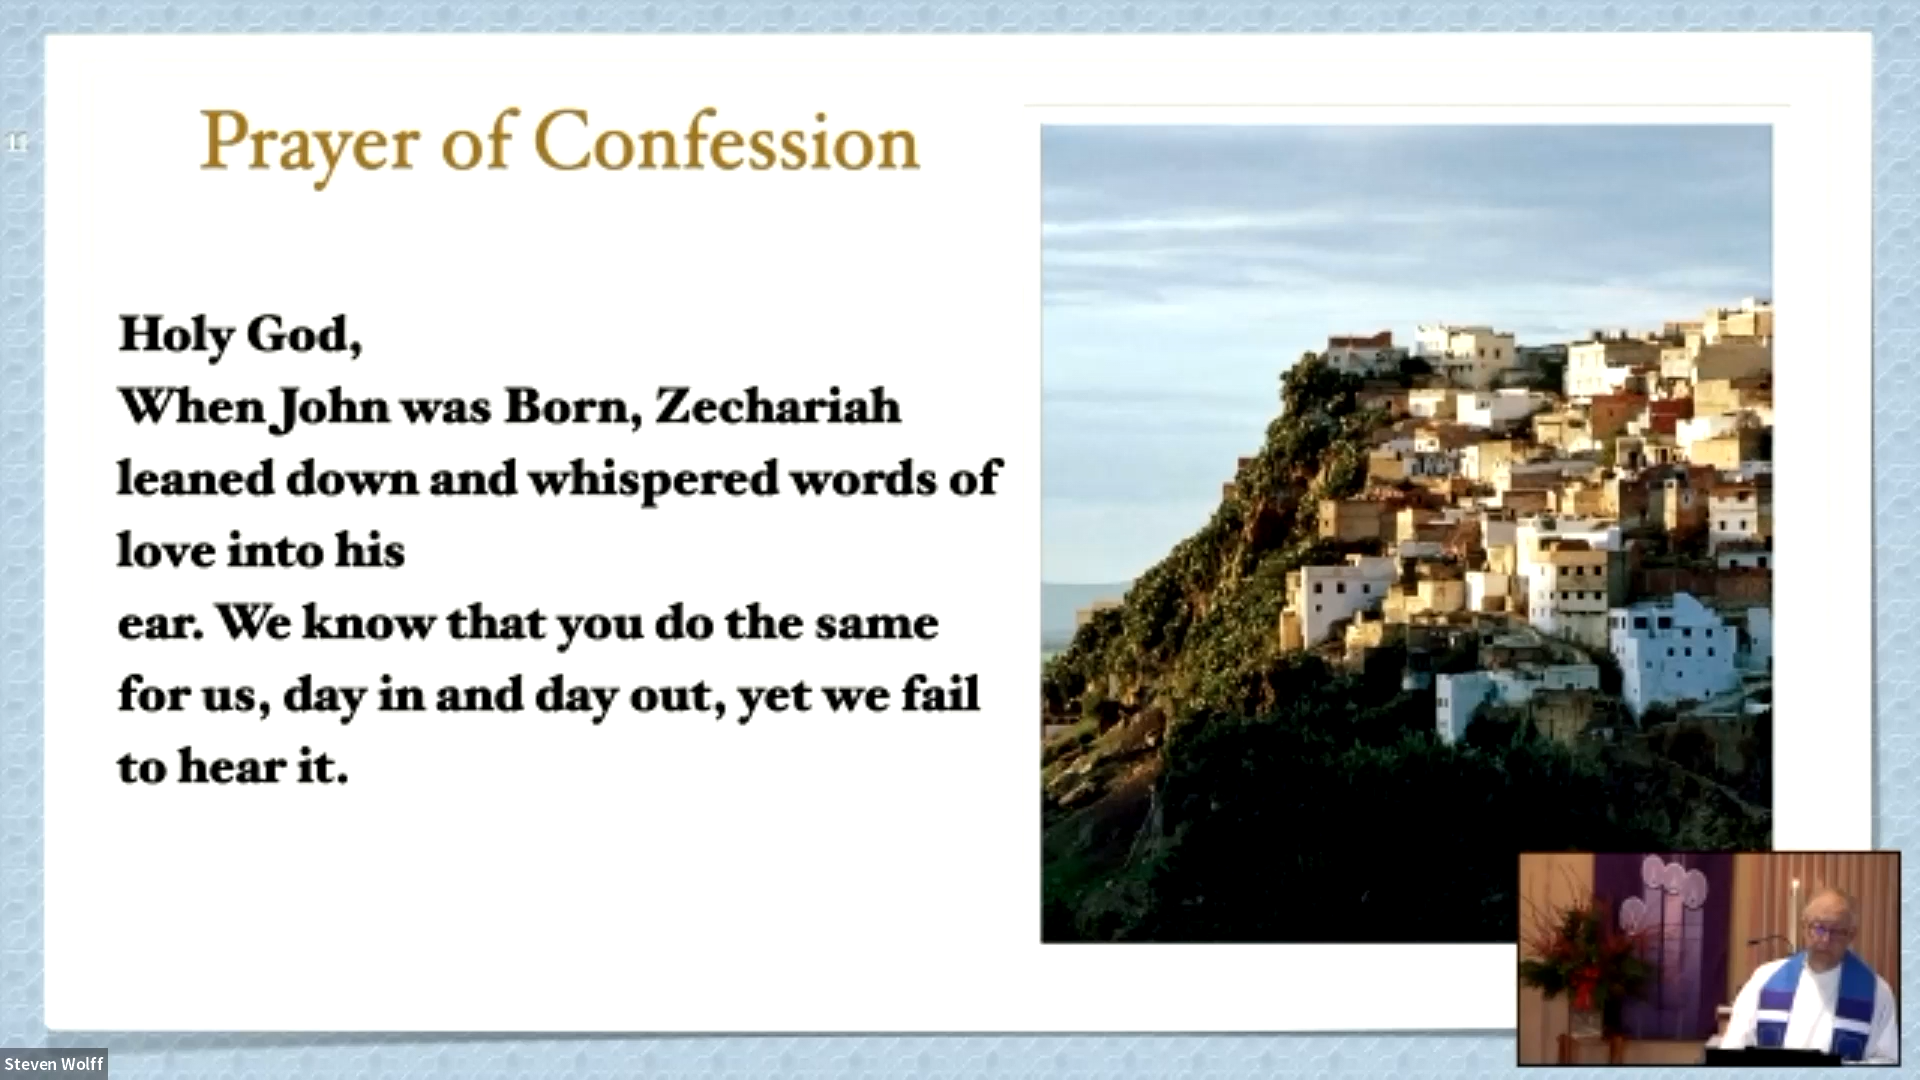 Prayer of Confession
11
Holy God,
When John was Born, Zechariah
leaned down and whispered words of
love into his
ear. We know that you do the same
for us, day in and day out, yet we fail
to hear it.
Steven Wolff